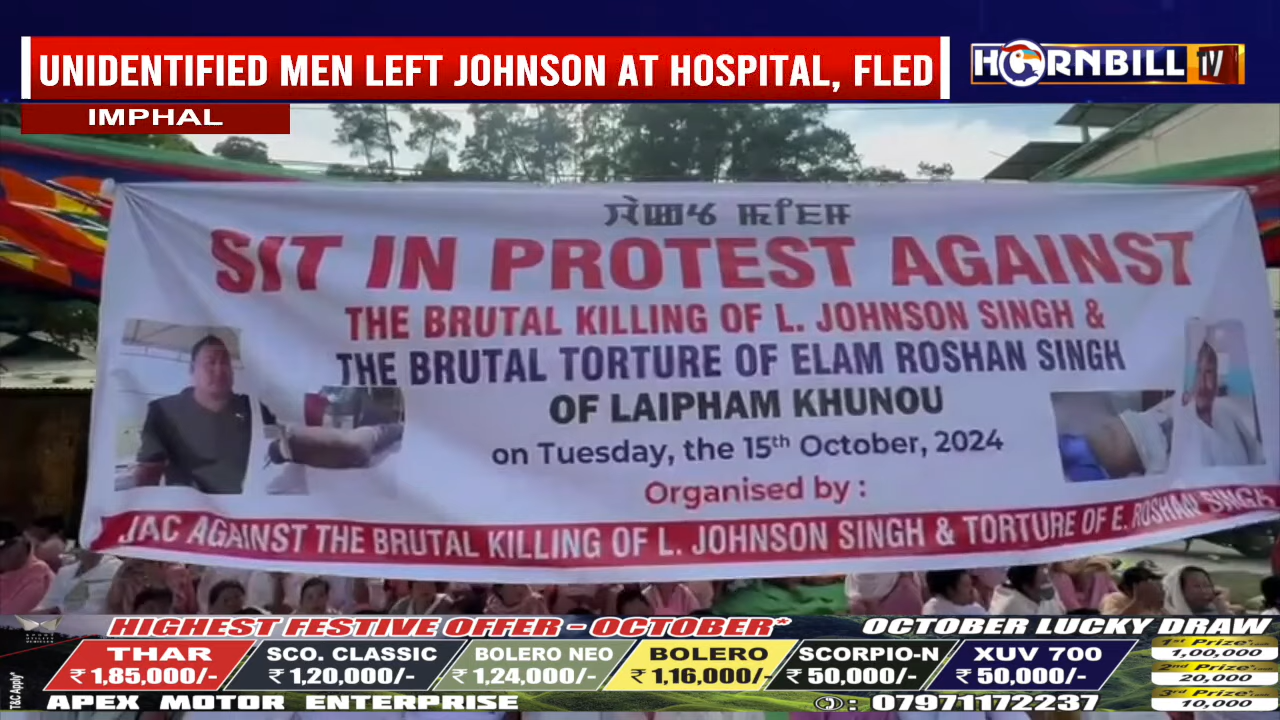 UNIDENTIFIED MEN LEFT JOHNSON AT HOSPITAL, FLED
HORNBILL TV
IMPHAL
SIT IN PROTEST AGAINST
THE BRUTAL KILLING OF L. JOHNSON SINGH &
THE BRUTAL TORTURE OF ELAM ROSHAN SINGH
OF LAIPHAM KHUNOU
on Tuesday, the 15th October, 2024
Organised by :
JAC AGAINST THE BRUTAL KILLING OF L. JOHNSON SINGH & TORTURE OF E. ROSHAN SINGH
HIGHEST FESTIVE OFFER - OCTOBER*
OCTOBER LUCKY DRAW
THAR
₹ 1,85,000/-
SCO. CLASSIC
₹ 1,20,000/-
BOLERO NEO
₹ 1,24,000/-
BOLERO
₹ 1,16,000/-
SCORPIO-N
₹ 50,000/-
XUV 700
₹ 50,000/-
1st Prize
1,00,000/-
2nd Prize
20,000/-
3rd Prize
10,000/-
T&C Apply*
APEX MOTOR ENTERPRISE
: 07971172237